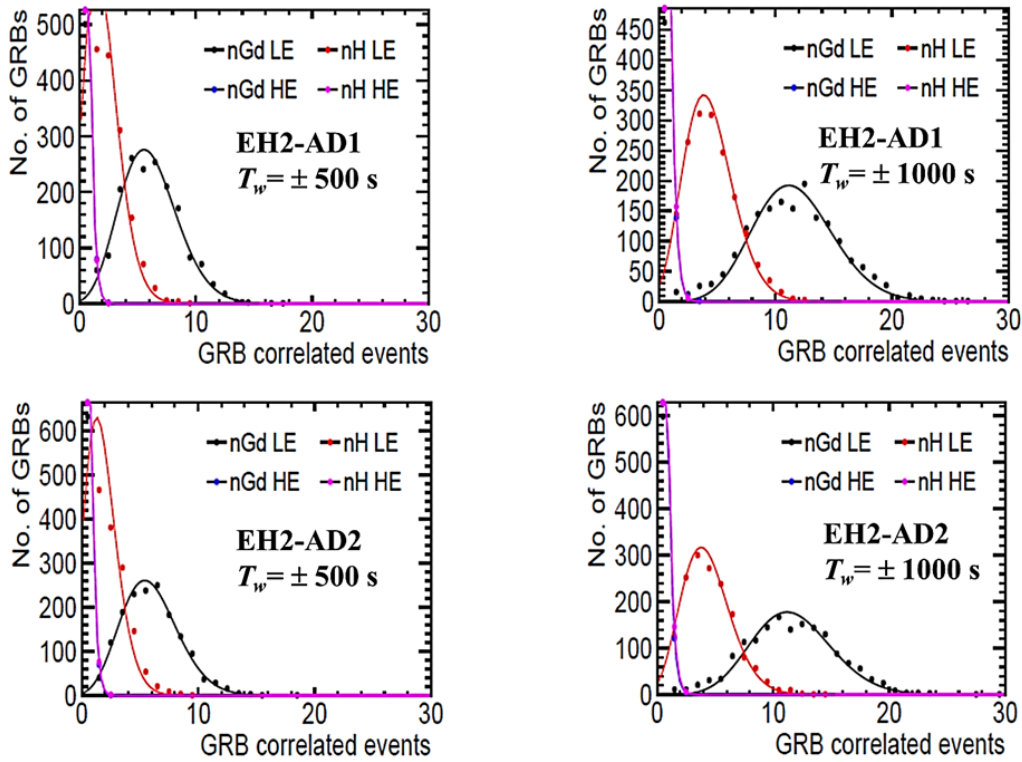 No. of GRBs
500
400
300
200
100
0
nGd LE nH LE
nGd HE nH HE
EH2-AD1
T_w = ± 500 s
0 10 20 30
GRB correlated events
No. of GRBs
450
400
350
300
250
200
150
100
50
0
nGd LE nH LE
nGd HE nH HE
EH2-AD1
T_w = ± 1000 s
0 10 20 30
GRB correlated events
No. of GRBs
600
500
400
300
200
100
0
nGd LE nH LE
nGd HE nH HE
EH2-AD2
T_w = ± 500 s
0 10 20 30
GRB correlated events
No. of GRBs
600
500
400
300
200
100
0
nGd LE nH LE
nGd HE nH HE
EH2-AD2
T_w = ± 1000 s
0 10 20 30
GRB correlated events